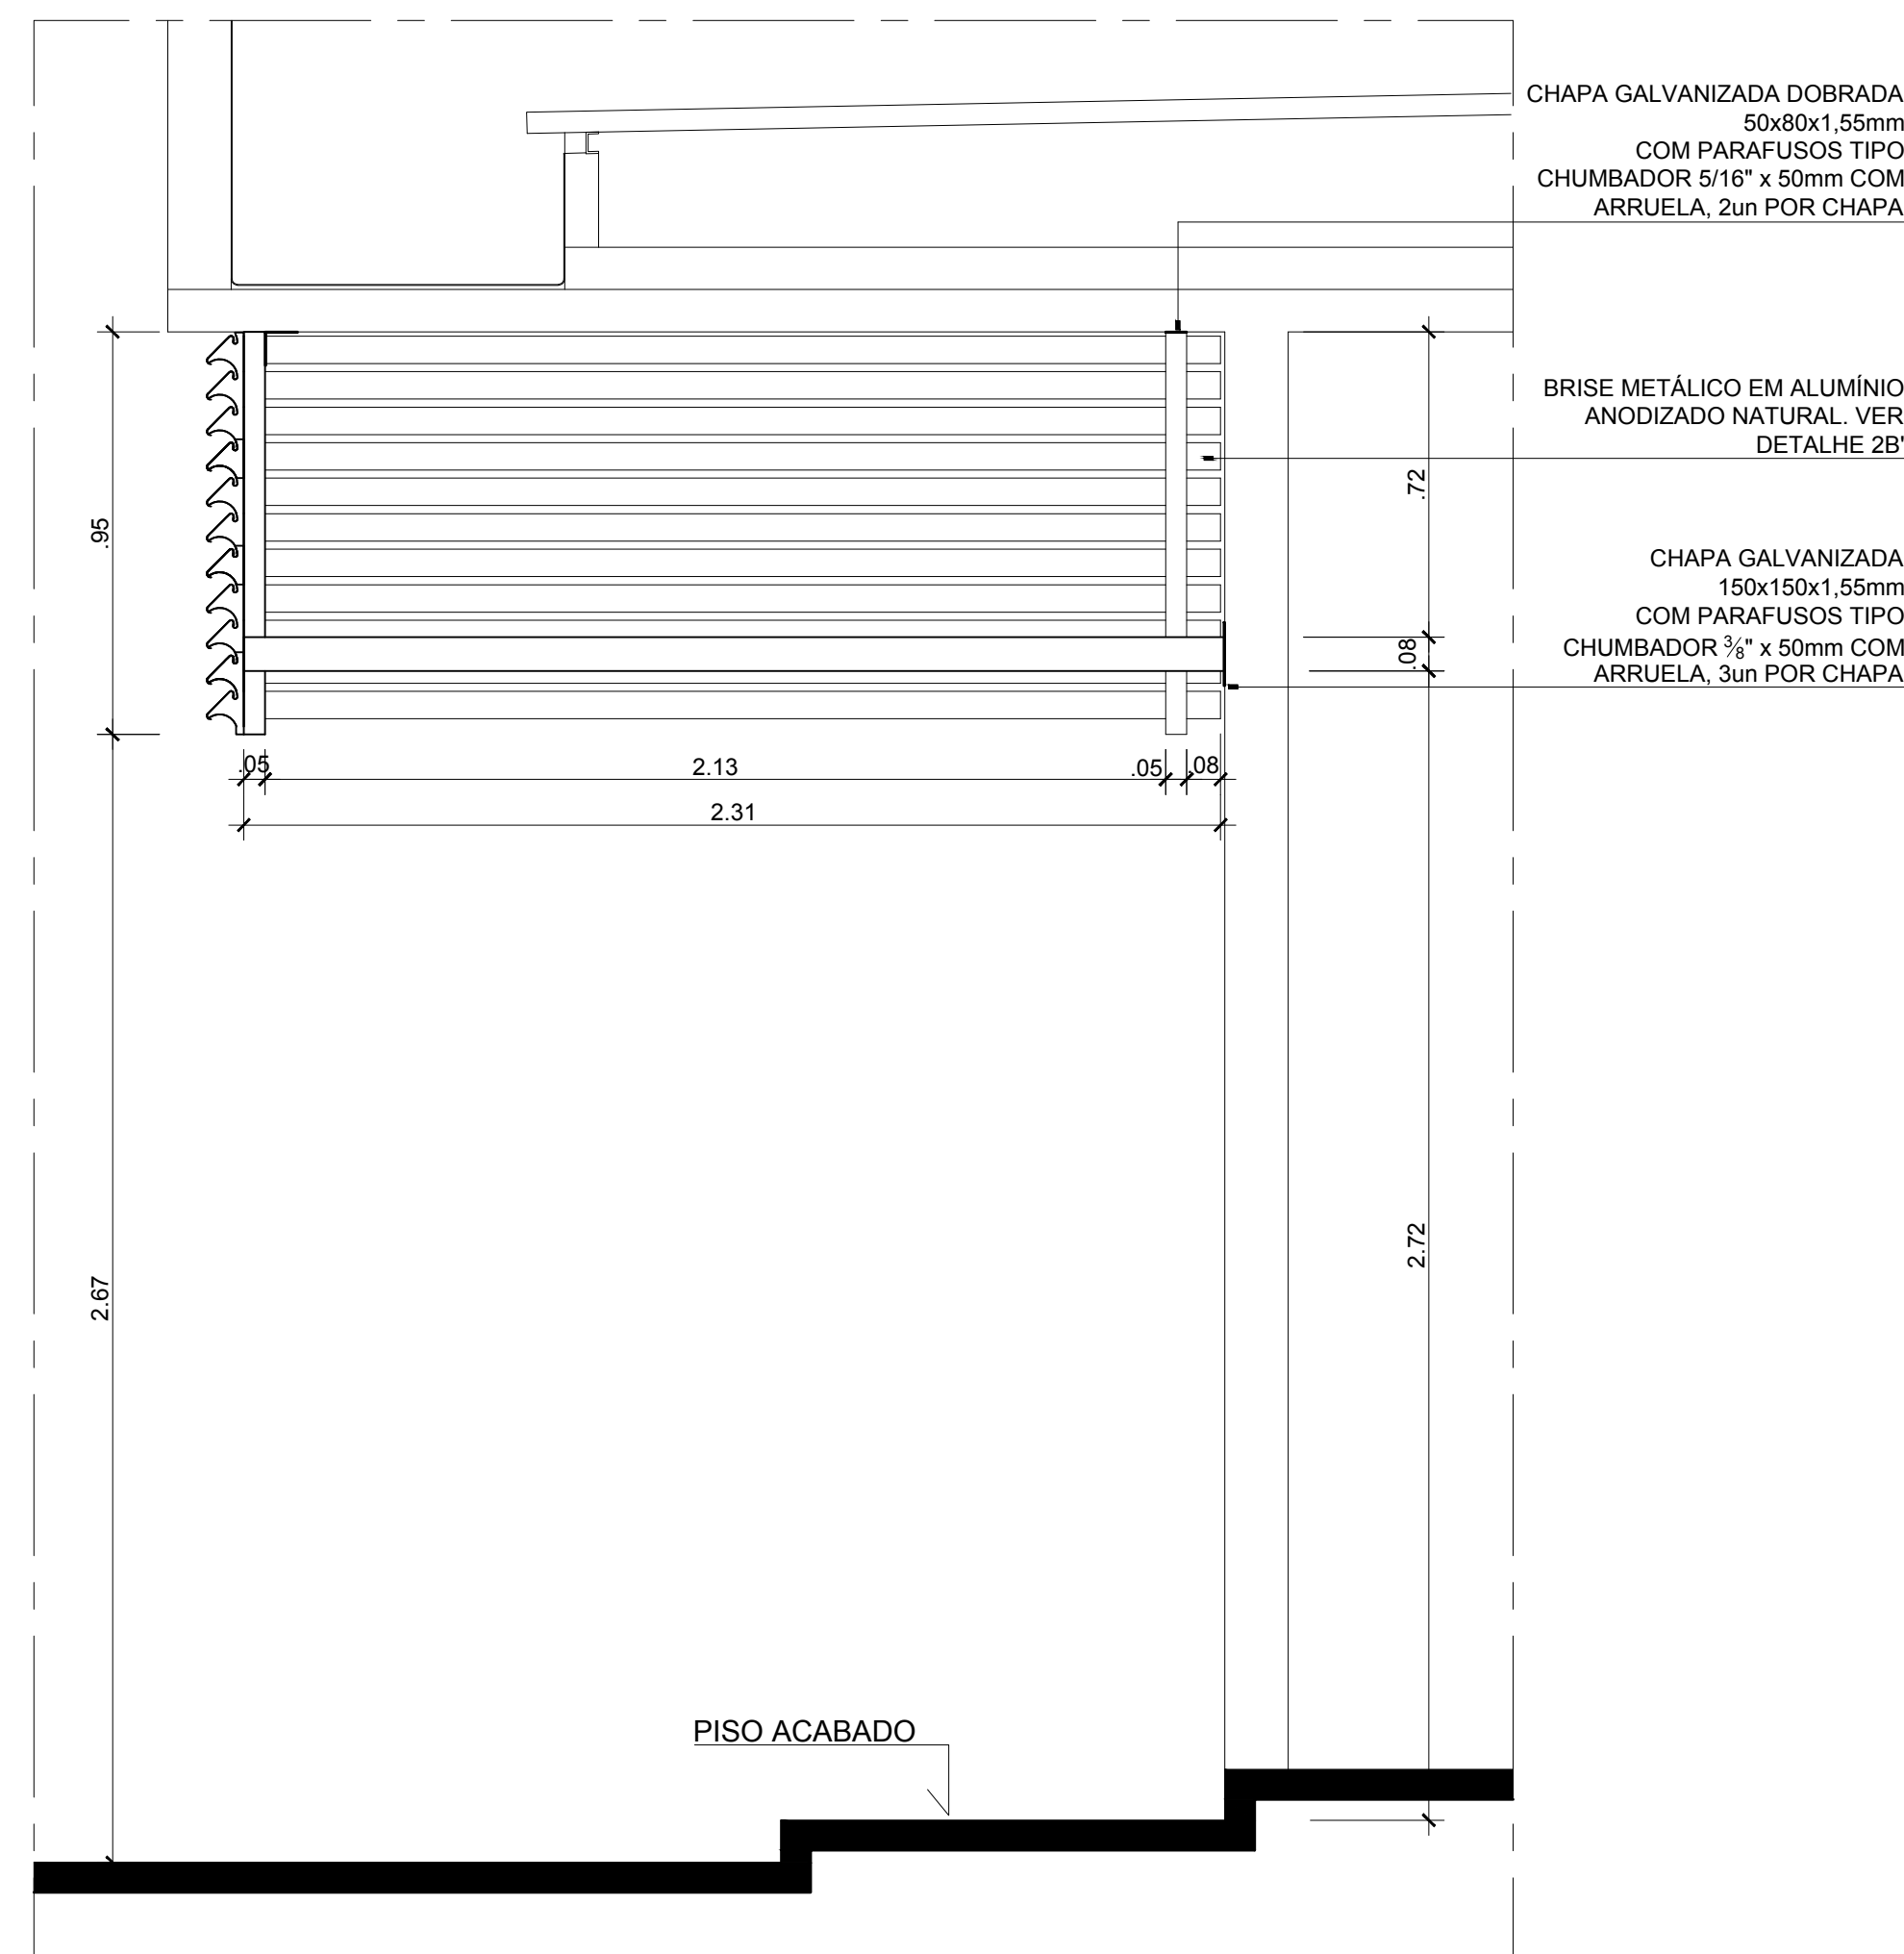 CHAPA GALVANIZADA DOBRADA
50x80x1,55mm
COM PARAFUSOS TIPO
CHUMBADOR 5/16" x 50mm COM
ARRUELA, 2un POR CHAPA
BRISE METÁLICO EM ALUMÍNIO
ANODIZADO NATURAL. VER
DETALHE 2B'
CHAPA GALVANIZADA
150x150x1,55mm
COM PARAFUSOS TIPO
CHUMBADOR 3/8" x 50mm COM
ARRUELA, 3un POR CHAPA
.95
.72
.08
.05
2.13
.05
.08
2.31
2.67
2.72
PISO ACABADO